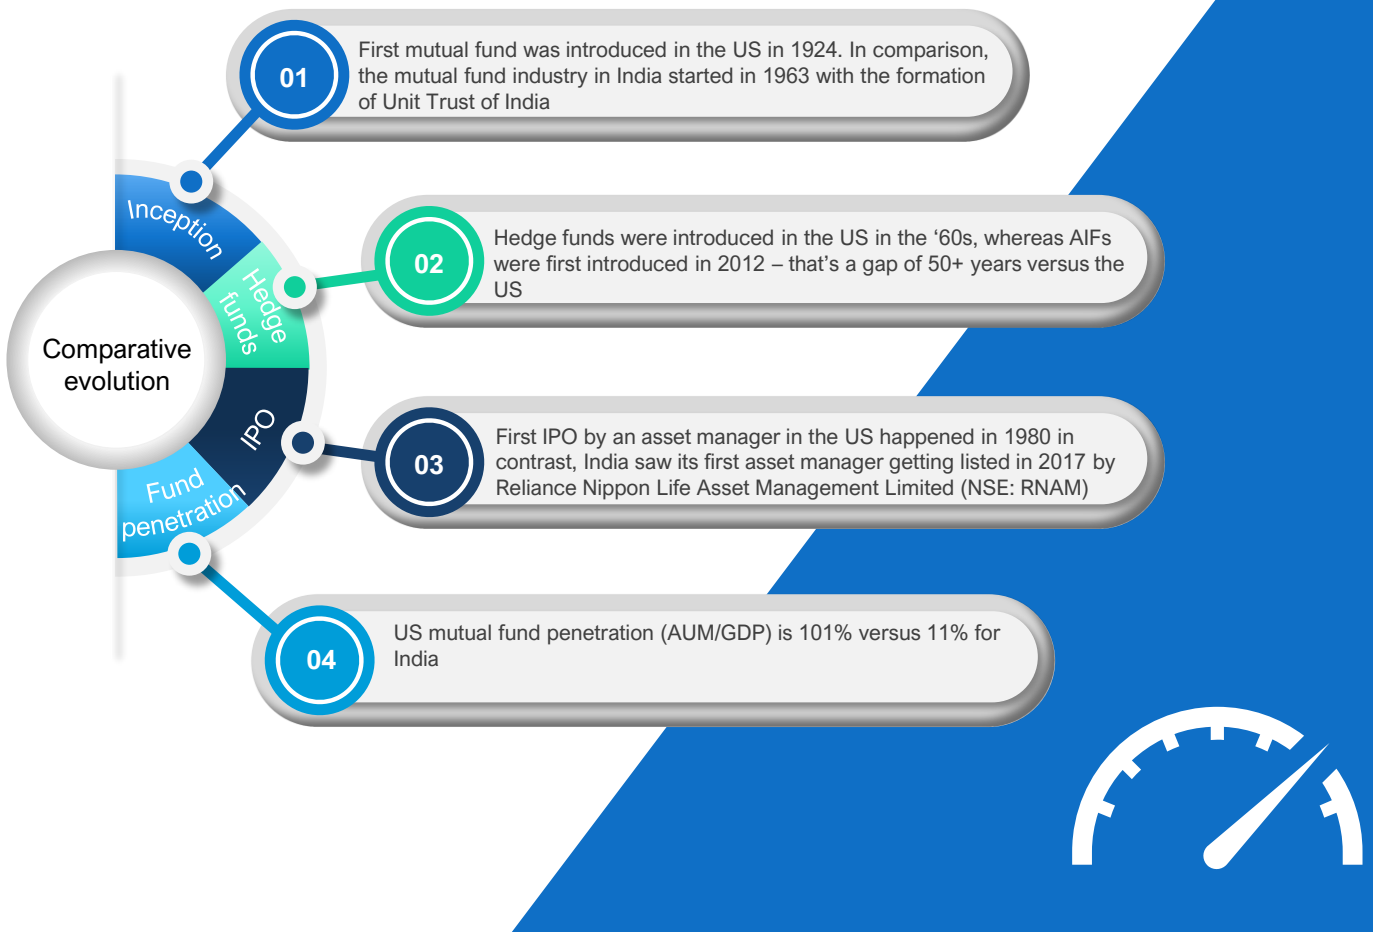 01
First mutual fund was introduced in the US in 1924. In comparison,
the mutual fund industry in India started in 1963 with the formation
of Unit Trust of India
Inception
02
Hedge funds were introduced in the US in the ‘60s, whereas AIFs
were first introduced in 2012 – that’s a gap of 50+ years versus the
US
Hedge
funds
Comparative
evolution
IPO
03
First IPO by an asset manager in the US happened in 1980 in
contrast, India saw its first asset manager getting listed in 2017 by
Reliance Nippon Life Asset Management Limited (NSE: RNAM)
Fund
penetration
04
US mutual fund penetration (AUM/GDP) is 101% versus 11% for
India